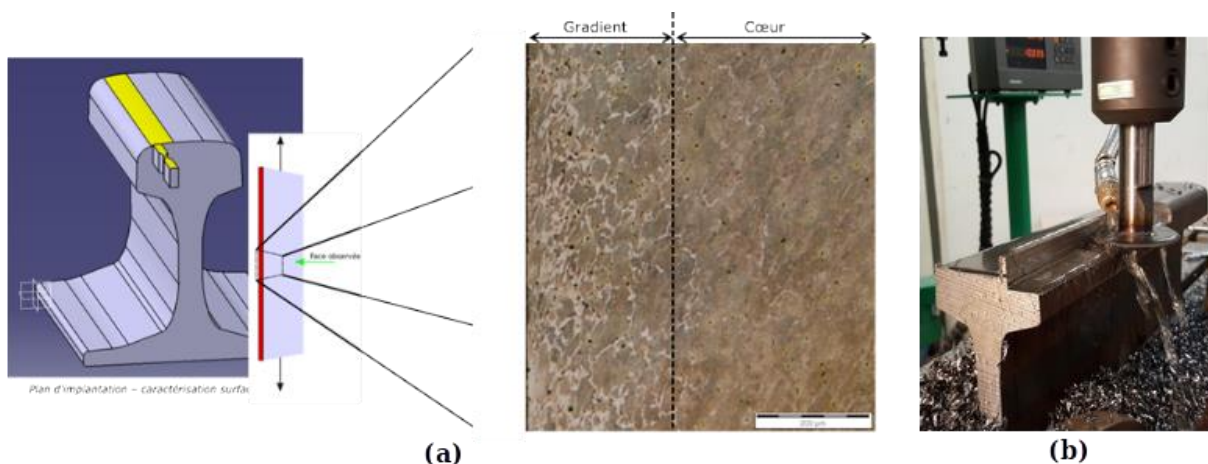 Gradient Cœur
Face observée
Plan d'implantation – caractérisation surfac
200 µm
(a)
(b)